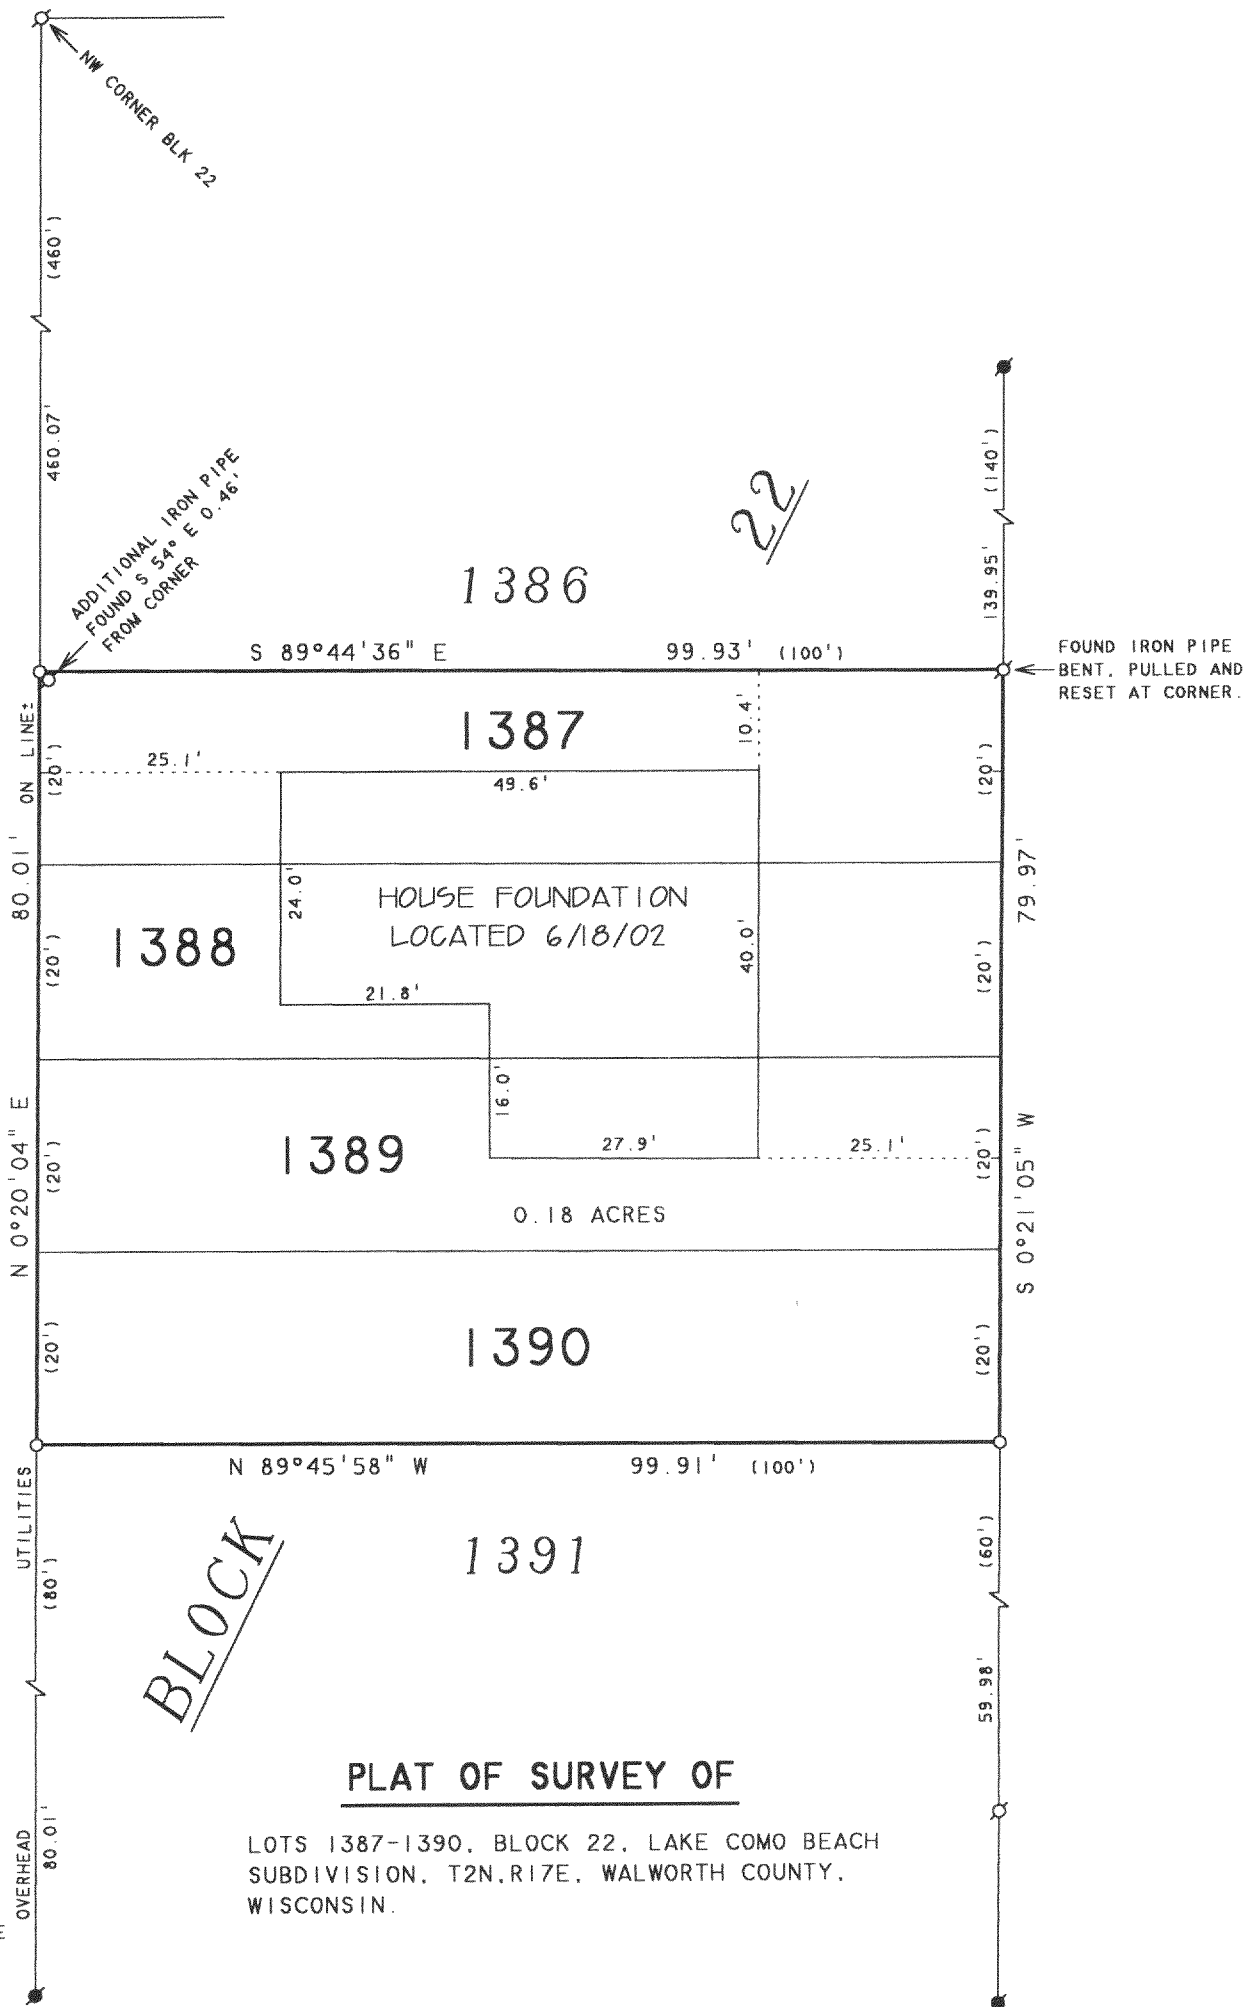 NW CORNER BLK 22
(460')
460.07'
(140')
139.95'
22
ADDITIONAL IRON PIPE
FOUND S 54° E 0.46'
FROM CORNER
1386
S 89°44'36" E
99.93' (100')
FOUND IRON PIPE
BENT, PULLED AND
RESET AT CORNER.
1387
10.4'
ON LINE±
(20')
25.1'
49.6'
(20')
80.01'
79.97'
24.0'
HOUSE FOUNDATION
LOCATED 6/18/02
40.0'
1388
(20')
(20')
21.8'
16.0'
N 0°20'04" E
1389
(20')
27.9'
25.1'
(20')
S 0°21'05" W
0.18 ACRES
1390
(20')
(20')
N 89°45'58" W
99.91' (100')
UTILITIES
(80')
1391
(60')
BLOCK
59.98'
PLAT OF SURVEY OF
OVERHEAD
80.01'
LOTS 1387-1390, BLOCK 22, LAKE COMO BEACH
SUBDIVISION, T2N,R17E, WALWORTH COUNTY,
WISCONSIN.